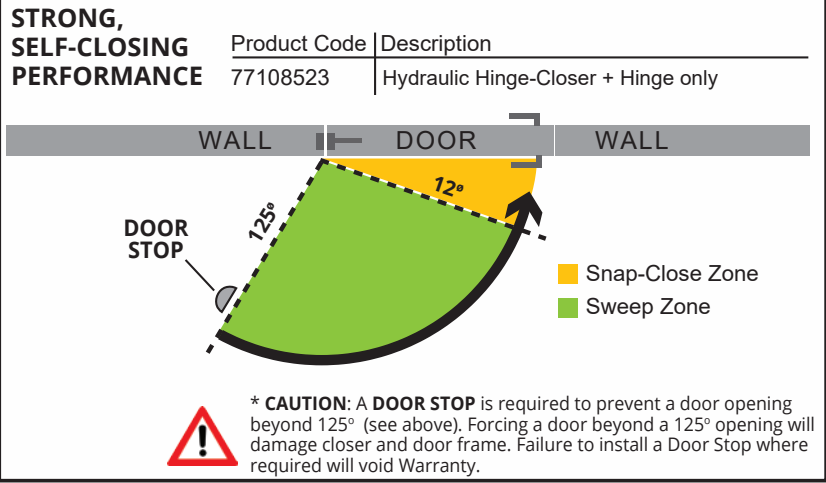 STRONG,
SELF-CLOSING
PERFORMANCE
Product Code Description
77108523 Hydraulic Hinge-Closer + Hinge only
WALL DOOR WALL
12ø
125ø
DOOR
STOP
Snap-Close Zone
Sweep Zone
* CAUTION: A DOOR STOP is required to prevent a door opening
beyond 125º (see above). Forcing a door beyond a 125º opening will
damage closer and door frame. Failure to install a Door Stop where
required will void Warranty.